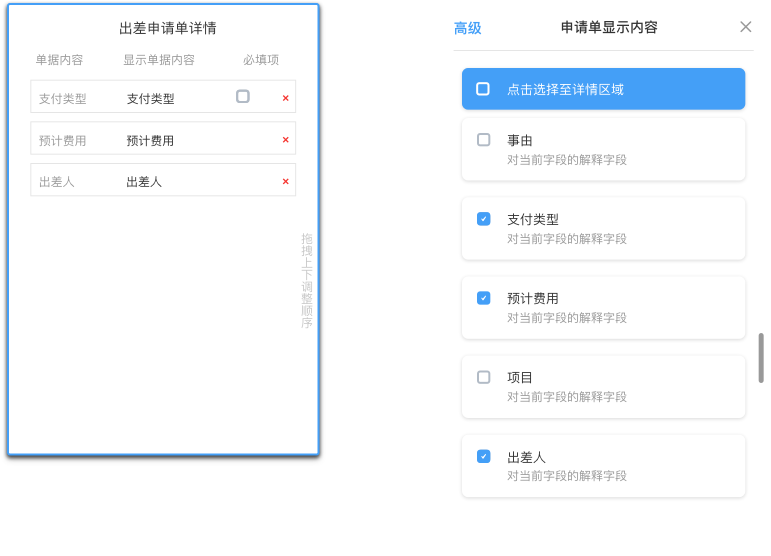 出差申请单详情
单据内容 显示单据内容 必填项
支付类型 支付类型
预计费用 预计费用
出差人 出差人
拖拽上下调整顺序
高级 申请单显示内容
点击选择至详情区域
事由
对当前字段的解释字段
支付类型
对当前字段的解释字段
预计费用
对当前字段的解释字段
项目
对当前字段的解释字段
出差人
对当前字段的解释字段